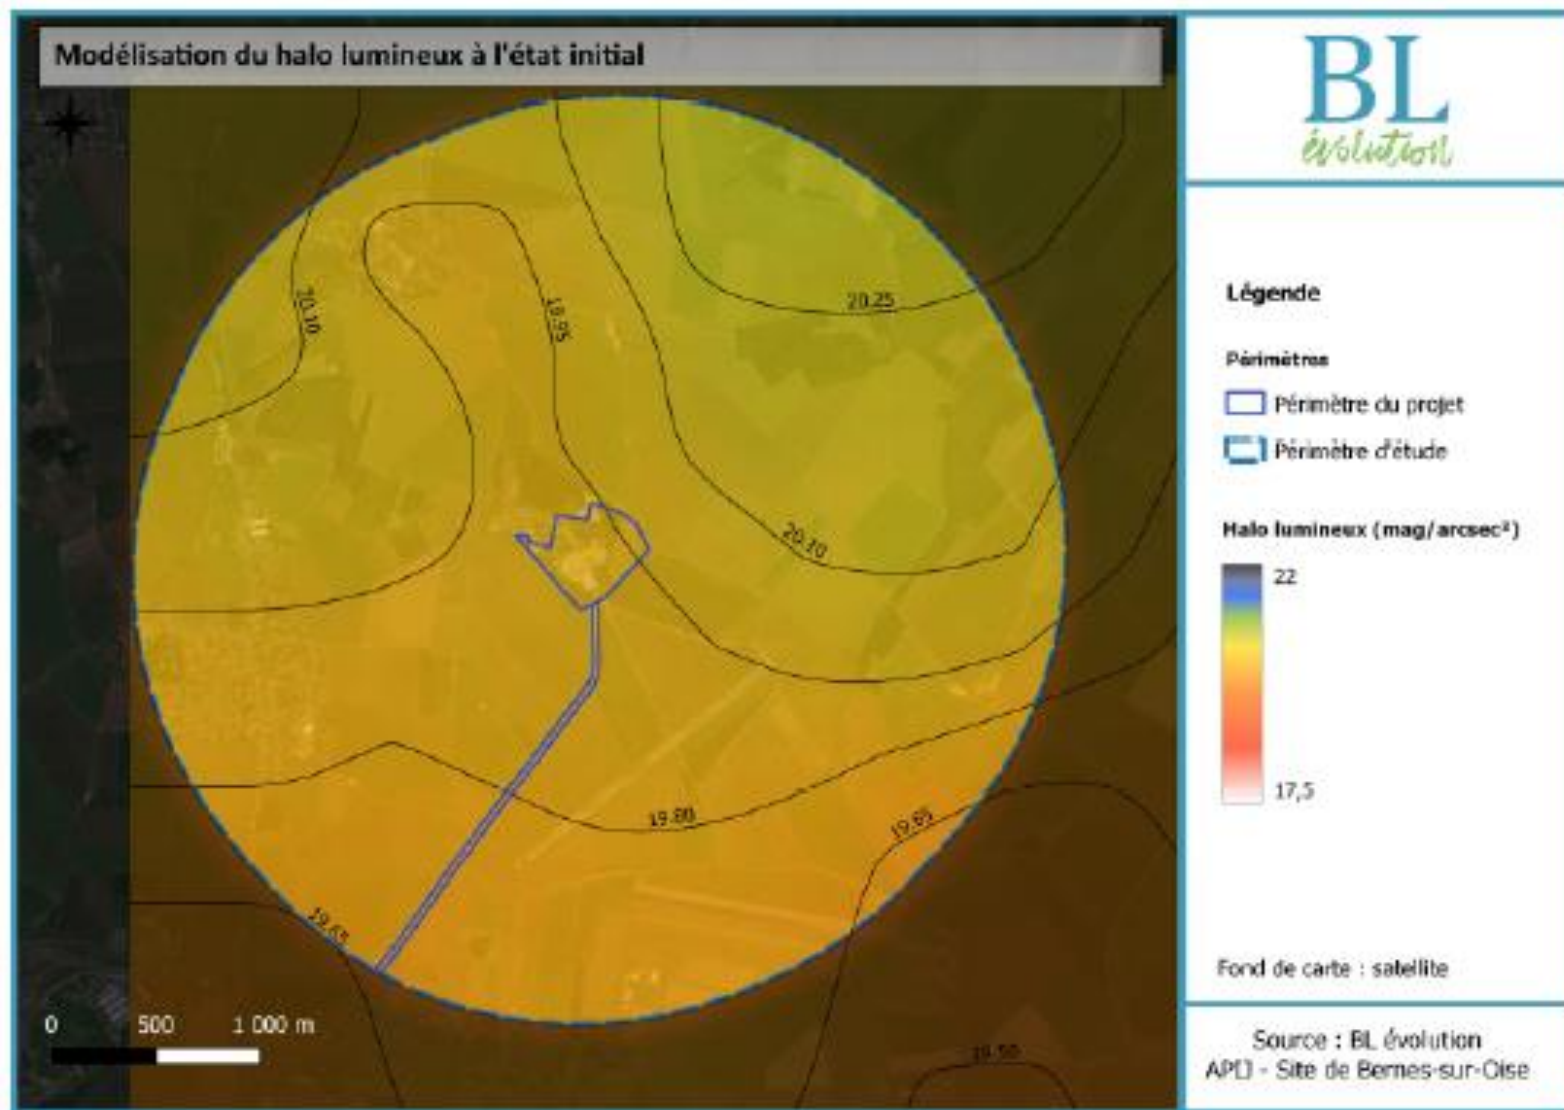 Modélisation du halo lumineux à l'état initial
BL
évolution
20.10
19.95
20.25
20.10
19.80
19.65
19.65
19.50
0 500 1 000 m
Légende
Périmètres
Périmètre du projet
Périmètre d'étude
Halo lumineux (mag/arcsec²)
22
17,5
Fond de carte : satellite
Source : BL évolution
- Site de Bernes-sur-Oise